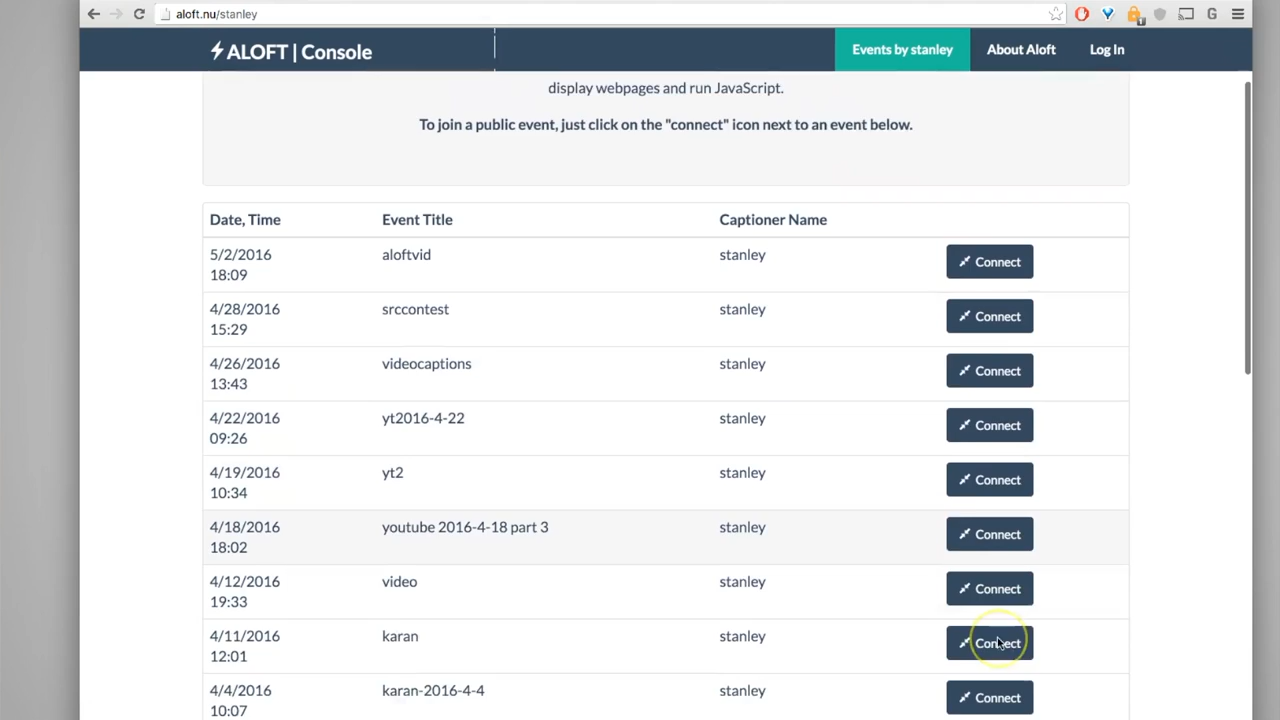 aloft.nu/stanley
ALOFT | Console
Events by stanley
About Aloft
Log In
display webpages and run JavaScript.
To join a public event, just click on the "connect" icon next to an event below.
Date, Time Event Title Captioner Name
5/2/2016 18:09 aloftvid stanley Connect
4/28/2016 15:29 srccontest stanley Connect
4/26/2016 13:43 videocaptions stanley Connect
4/22/2016 09:26 yt2016-4-22 stanley Connect
4/19/2016 10:34 yt2 stanley Connect
4/18/2016 18:02 youtube 2016-4-18 part 3 stanley Connect
4/12/2016 19:33 video stanley Connect
4/11/2016 12:01 karan stanley Connect
4/4/2016 10:07 karan-2016-4-4 stanley Connect